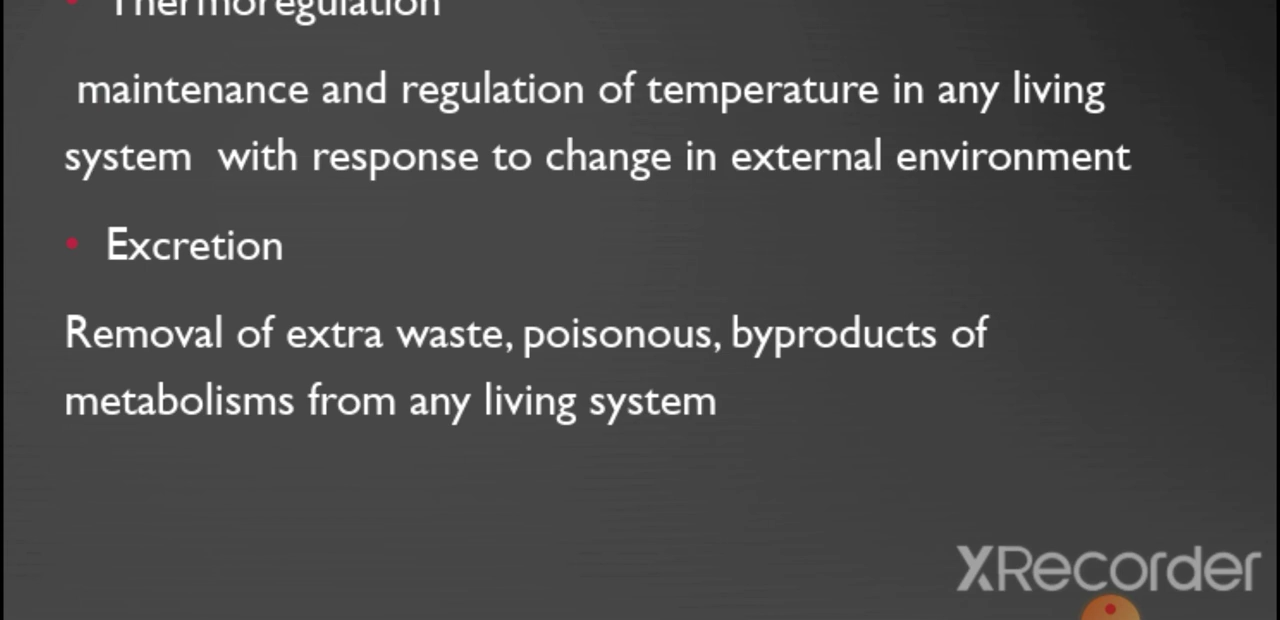 • Thermoregulation
maintenance and regulation of temperature in any living
system with response to change in external environment
• Excretion
Removal of extra waste, poisonous, byproducts of
metabolisms from any living system
XRecorder